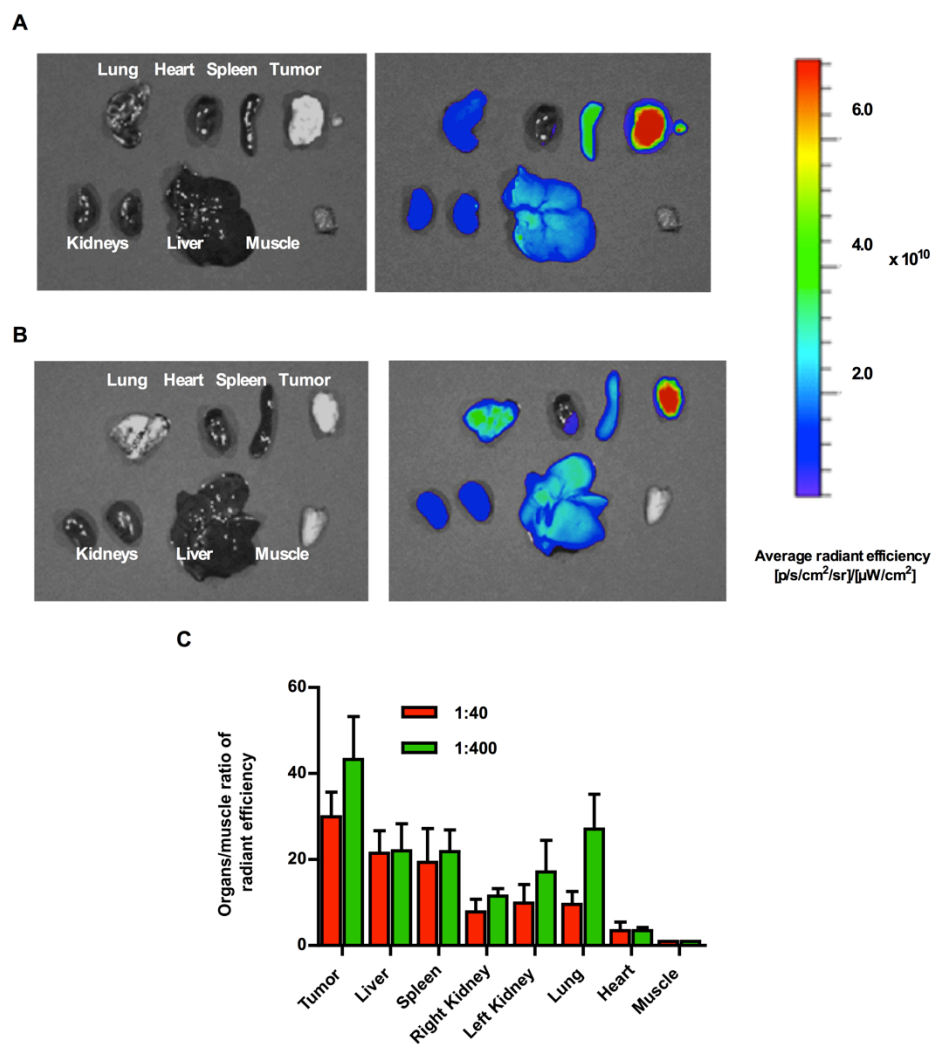 A
Lung Heart Spleen Tumor
Kidneys Liver Muscle
6.0
4.0
x 10¹⁰
2.0
Average radiant efficiency
[p/s/cm²/sr]/[µW/cm²]
B
Lung Heart Spleen Tumor
Kidneys Liver Muscle
C
Organs/muscle ratio of
radiant efficiency
60
40
20
0
1:40
1:400
Tumor
Liver
Spleen
Right Kidney
Left Kidney
Lung
Heart
Muscle